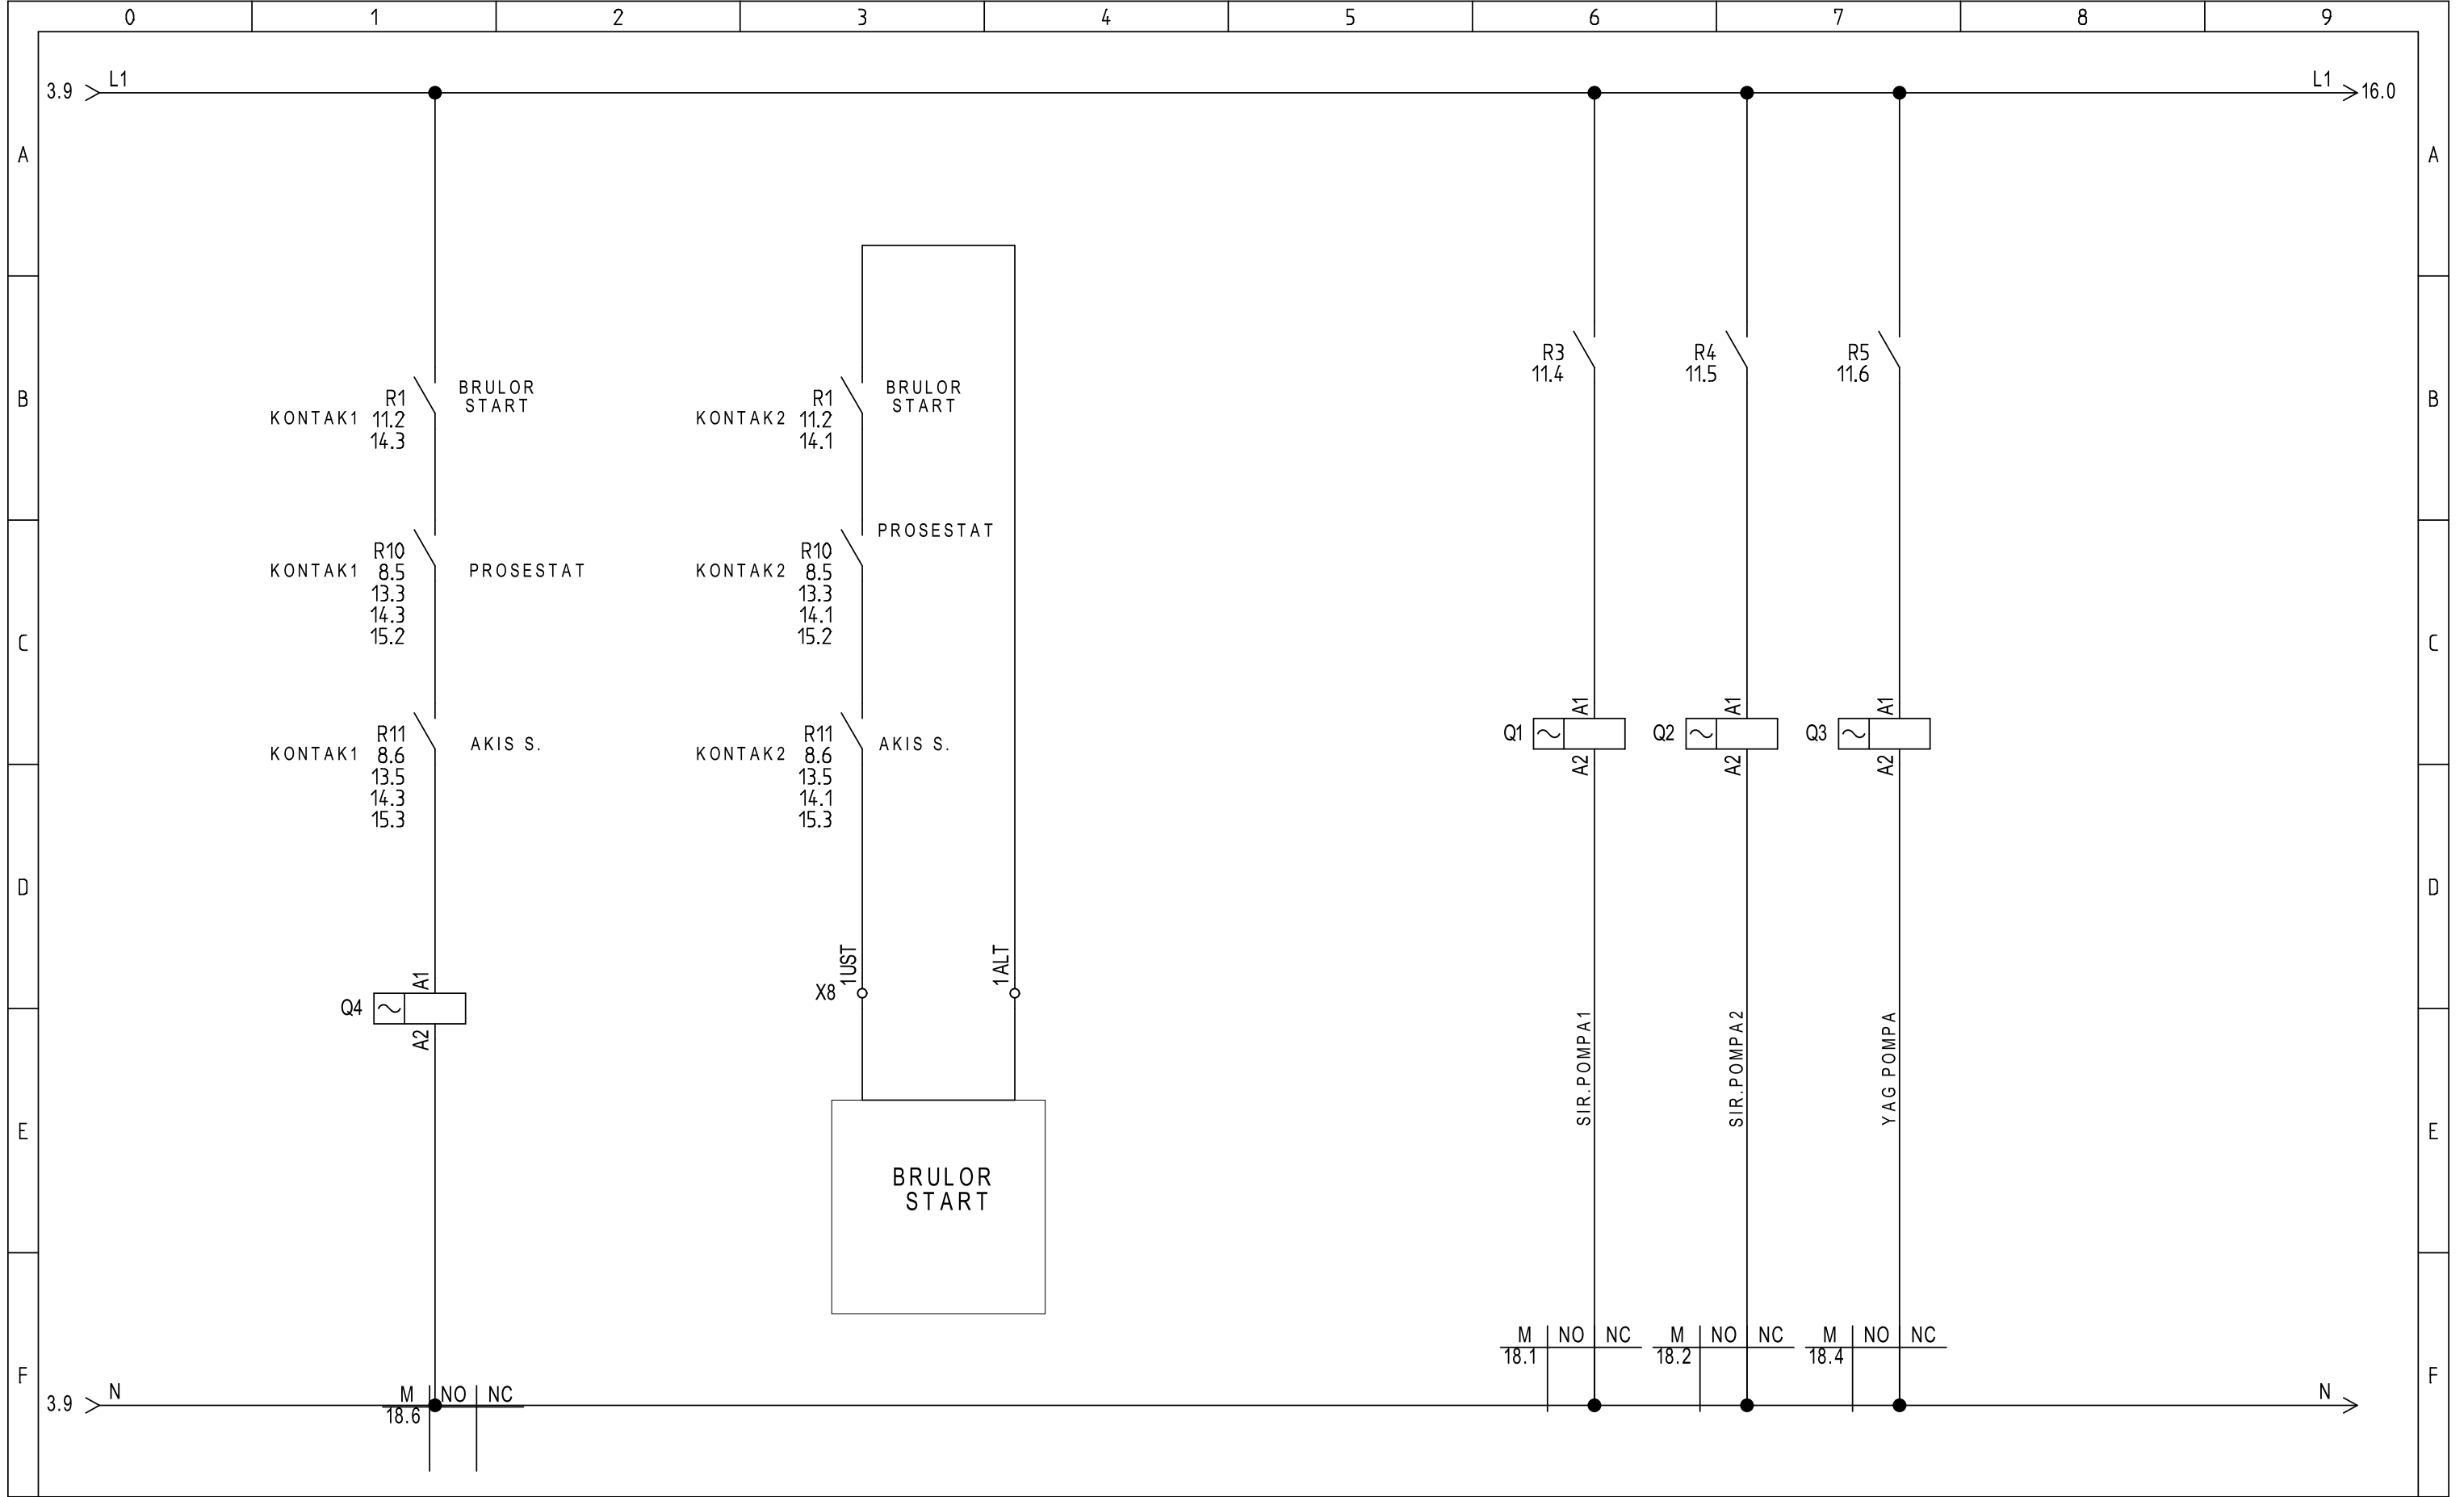 0 1 2 3 4 5 6 7 8 9
3.9 L1 L1 16.0
A A
B B
C C
D D
E E
F F
R1
KONTAK1 11.2
14.3
BRULOR
START
R10
KONTAK1 8.5
13.3
14.3
15.2
PROSESTAT
R11
KONTAK1 8.6
13.5
14.3
15.3
AKIS S.
Q4
A1
A2
R1
KONTAK2 11.2
14.1
BRULOR
START
R10
KONTAK2 8.5
13.3
14.1
15.2
PROSESTAT
R11
KONTAK2 8.6
13.5
14.1
15.3
AKIS S.
X8
1UST
1ALT
BRULOR
START
R3
11.4
Q1
A1
A2
SIR.POMPA1
R4
11.5
Q2
A1
A2
SIR.POMPA2
R5
11.6
Q3
A1
A2
YAG POMPA
M NO NC
18.1
M NO NC
18.2
M NO NC
18.4
3.9 N N
M NO NC
18.6